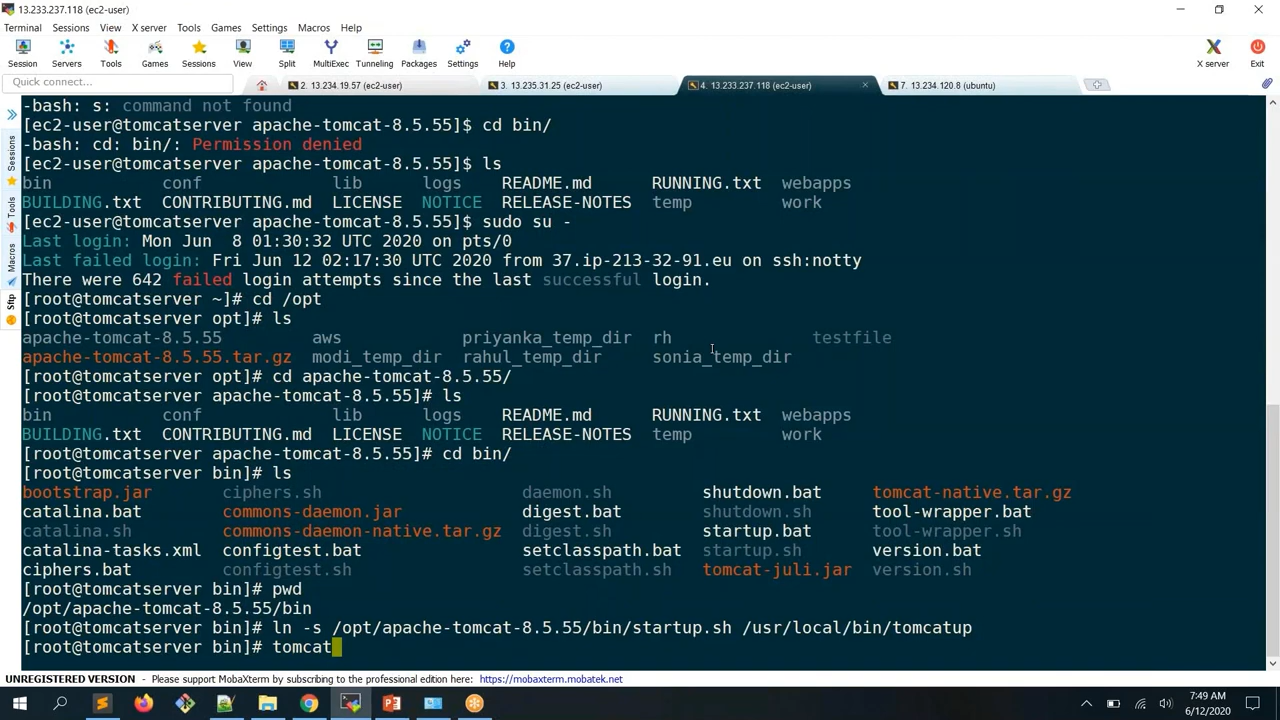 13.233.237.118 (ec2-user)
Terminal Sessions View X server Tools Games Settings Macros Help
Session Servers Tools Games Sessions View Split MultiExec Tunneling Packages Settings Help X server Exit
Quick connect...
2. 13.234.19.57 (ec2-user) 3. 13.235.31.25 (ec2-user) 4. 13.233.237.118 (ec2-user) 7. 13.234.120.8 (ubuntu)
Sessions
Tools
Macros
Sftp
-bash: s: command not found
[ec2-user@tomcatserver apache-tomcat-8.5.55]$ cd bin/
-bash: cd: bin/: Permission denied
[ec2-user@tomcatserver apache-tomcat-8.5.55]$ ls
bin conf lib logs README.md RUNNING.txt webapps
BUILDING.txt CONTRIBUTING.md LICENSE NOTICE RELEASE-NOTES temp work
[ec2-user@tomcatserver apache-tomcat-8.5.55]$ sudo su -
Last login: Mon Jun 8 01:30:32 UTC 2020 on pts/0
Last failed login: Fri Jun 12 02:17:30 UTC 2020 from 37.ip-213-32-91.eu on ssh:notty
There were 642 failed login attempts since the last successful login.
[root@tomcatserver ~]# cd /opt
[root@tomcatserver opt]# ls
apache-tomcat-8.5.55 aws priyanka_temp_dir rh testfile
apache-tomcat-8.5.55.tar.gz modi_temp_dir rahul_temp_dir sonia_temp_dir
[root@tomcatserver opt]# cd apache-tomcat-8.5.55/
[root@tomcatserver apache-tomcat-8.5.55]# ls
bin conf lib logs README.md RUNNING.txt webapps
BUILDING.txt CONTRIBUTING.md LICENSE NOTICE RELEASE-NOTES temp work
[root@tomcatserver apache-tomcat-8.5.55]# cd bin/
[root@tomcatserver bin]# ls
bootstrap.jar ciphers.sh daemon.sh shutdown.bat tomcat-native.tar.gz
catalina.bat commons-daemon.jar digest.bat shutdown.sh tool-wrapper.bat
catalina.sh commons-daemon-native.tar.gz digest.sh startup.bat tool-wrapper.sh
catalina-tasks.xml configtest.bat setclasspath.bat startup.sh version.bat
ciphers.bat configtest.sh setclasspath.sh tomcat-juli.jar version.sh
[root@tomcatserver bin]# pwd
/opt/apache-tomcat-8.5.55/bin
[root@tomcatserver bin]# ln -s /opt/apache-tomcat-8.5.55/bin/startup.sh /usr/local/bin/tomcatup
[root@tomcatserver bin]# tomcat
UNREGISTERED VERSION - Please support MobaXterm by subscribing to the professional edition here: https://mobaxterm.mobatek.net
7:49 AM
6/12/2020